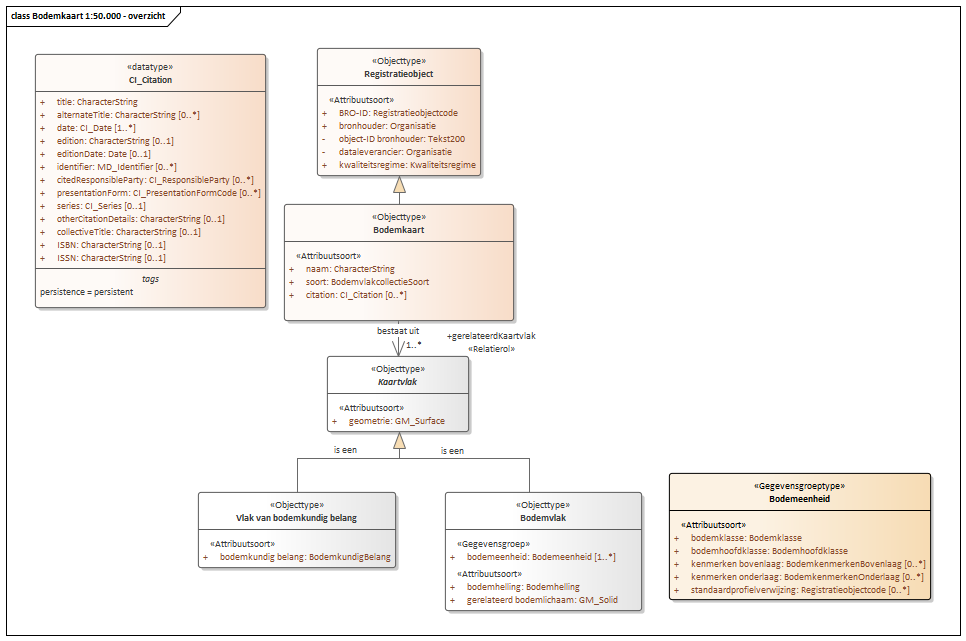 class Bodemkaart 1:50.000 - overzicht
«datatype»
CI_Citation
+ title: CharacterString
+ alternateTitle: CharacterString [0..*]
+ date: CI_Date [1..*]
+ edition: CharacterString [0..1]
+ editionDate: Date [0..1]
+ identifier: MD_Identifier [0..*]
+ citedResponsibleParty: CI_ResponsibleParty [0..*]
+ presentationForm: CI_PresentationFormCode [0..*]
+ series: CI_Series [0..1]
+ otherCitationDetails: CharacterString [0..1]
+ collectiveTitle: CharacterString [0..1]
+ ISBN: CharacterString [0..1]
+ ISSN: CharacterString [0..1]
tags
persistence = persistent
«Objecttype»
Registratieobject
«Attribuutsoort»
+ BRO-ID: Registratieobjectcode
+ bronhouder: Organisatie
- object-ID bronhouder: Tekst200
- dataleverancier: Organisatie
+ kwaliteitsregime: Kwaliteitsregime
«Objecttype»
Bodemkaart
«Attribuutsoort»
+ naam: CharacterString
+ soort: BodemvlakcollectieSoort
+ citation: CI_Citation [0..*]
bestaat uit
+gerelateerdKaartvlak
1..*
«Relatierol»
«Objecttype»
Kaartvlak
«Attribuutsoort»
+ geometrie: GM_Surface
is een
is een
«Objecttype»
Vlak van bodemkundig belang
«Attribuutsoort»
+ bodemkundig belang: BodemkundigBelang
«Objecttype»
Bodemvlak
«Gegevensgroep»
+ bodemeenheid: Bodemeenheid [1..*]
«Attribuutsoort»
+ bodemhelling: Bodemhelling
+ gerelateerd bodemlichaam: GM_Solid
«Gegevensgroeptype»
Bodemeenheid
«Attribuutsoort»
+ bodemklasse: Bodemklasse
+ bodemhoofdklasse: Bodemhoofdklasse
+ kenmerken bovenlaag: BodemkenmerkenBovenlaag [0..*]
+ kenmerken onderlaag: BodemkenmerkenOnderlaag [0..*]
+ standaardprofielverwijzing: Registratieobjectcode [0..*]